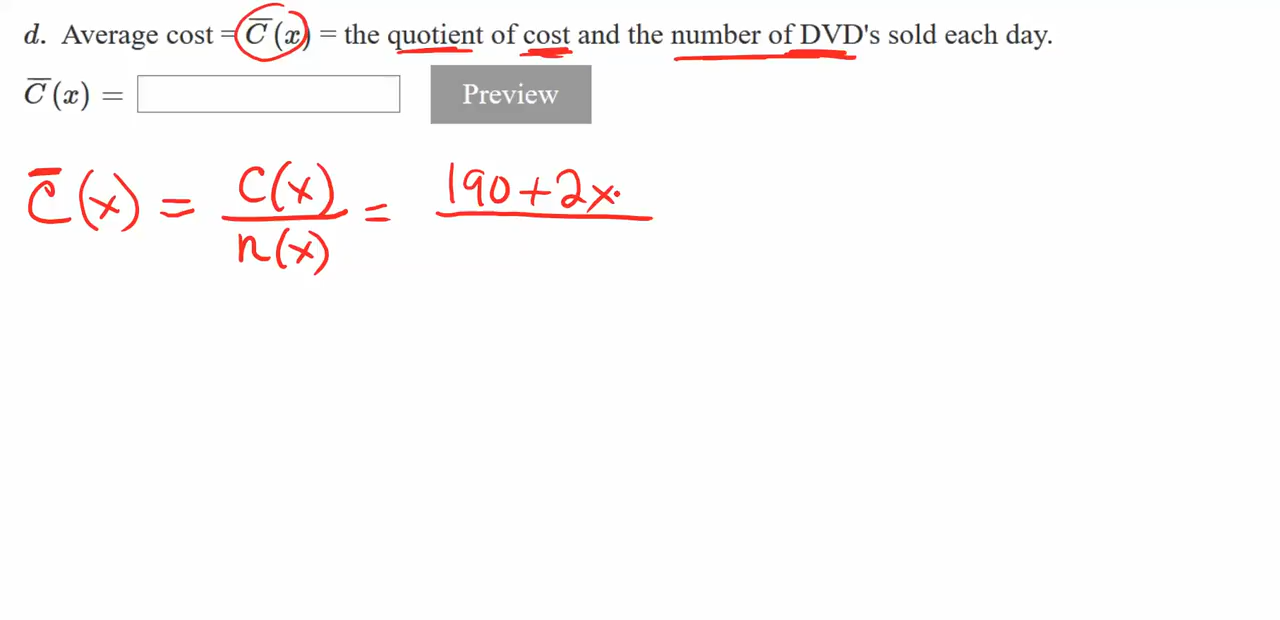 d. Average cost = C̅(x) = the quotient of cost and the number of DVD's sold each day.
C̅(x) = Preview
C̅(x) = C(x)/n(x) = 190+2x